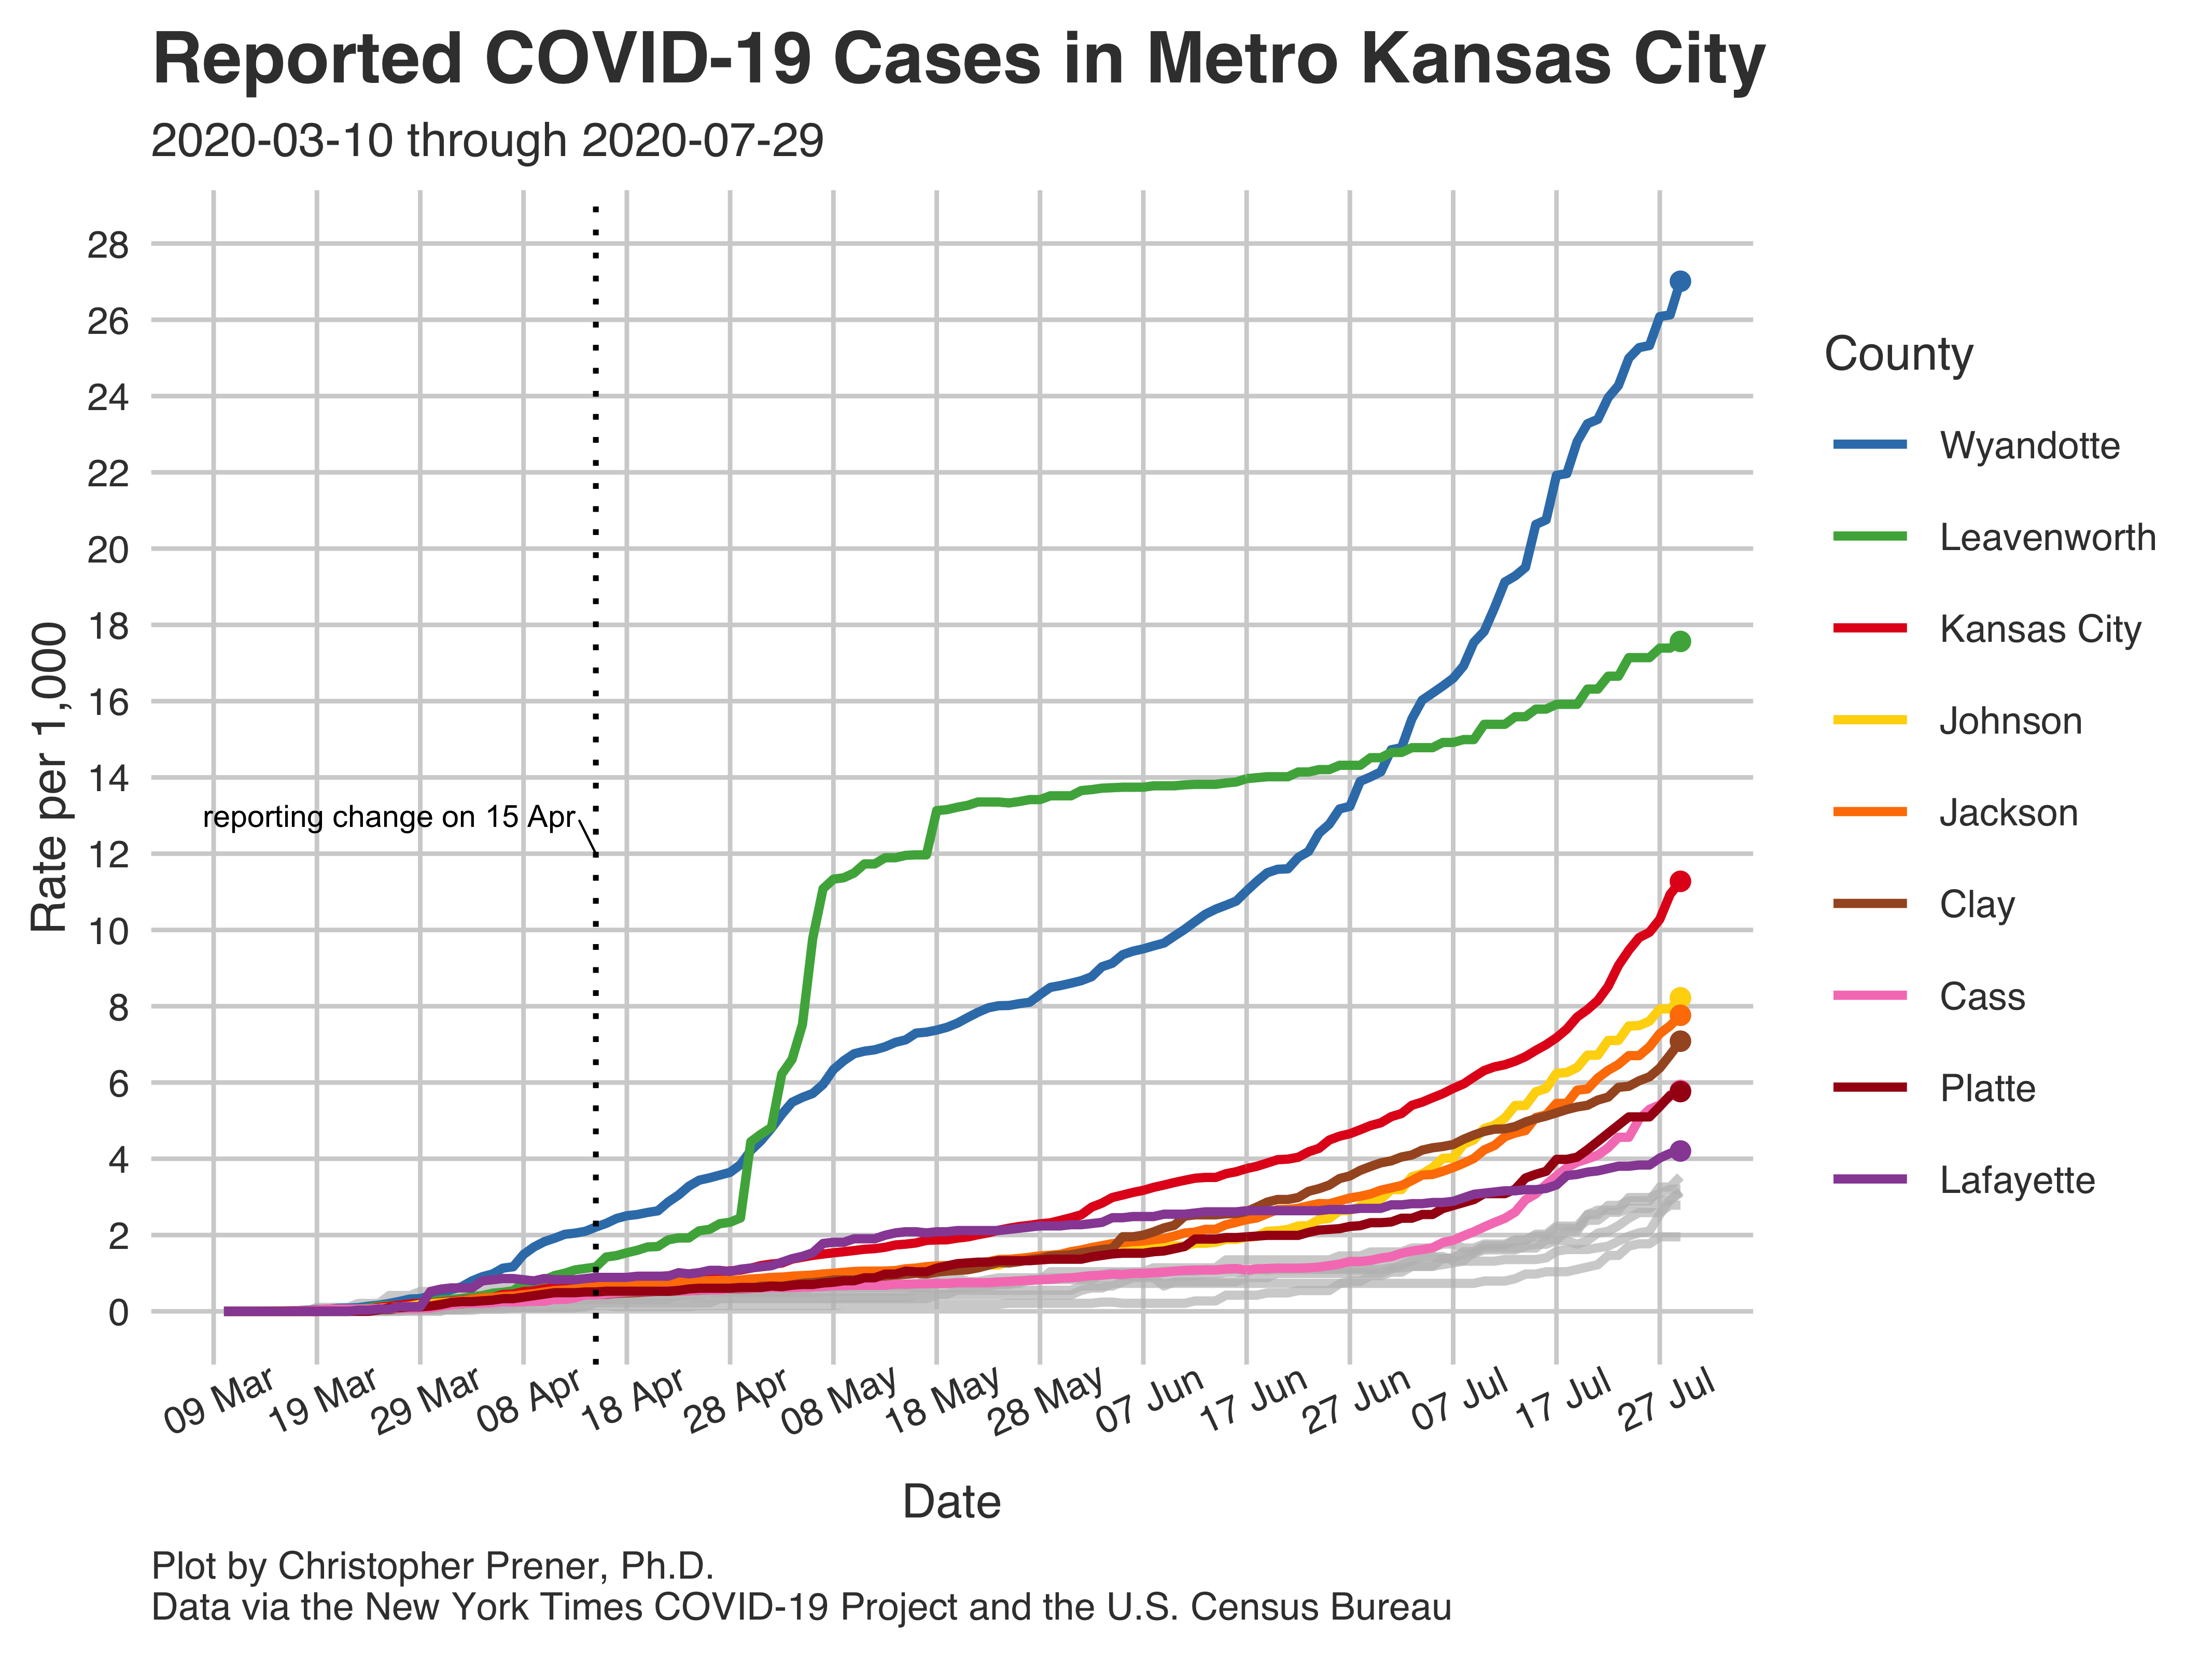 Reported COVID-19 Cases in Metro Kansas City
2020-03-10 through 2020-07-29
28
26
24
22
20
18
16
14
12
10
8
6
4
2
0
Rate per 1,000
reporting change on 15 Apr
09 Mar
19 Mar
29 Mar
08 Apr
18 Apr
28 Apr
08 May
18 May
28 May
07 Jun
17 Jun
27 Jun
07 Jul
17 Jul
27 Jul
Date
County
Wyandotte
Leavenworth
Kansas City
Johnson
Jackson
Clay
Cass
Platte
Lafayette
Plot by Christopher Prener, Ph.D.
Data via the New York Times COVID-19 Project and the U.S. Census Bureau